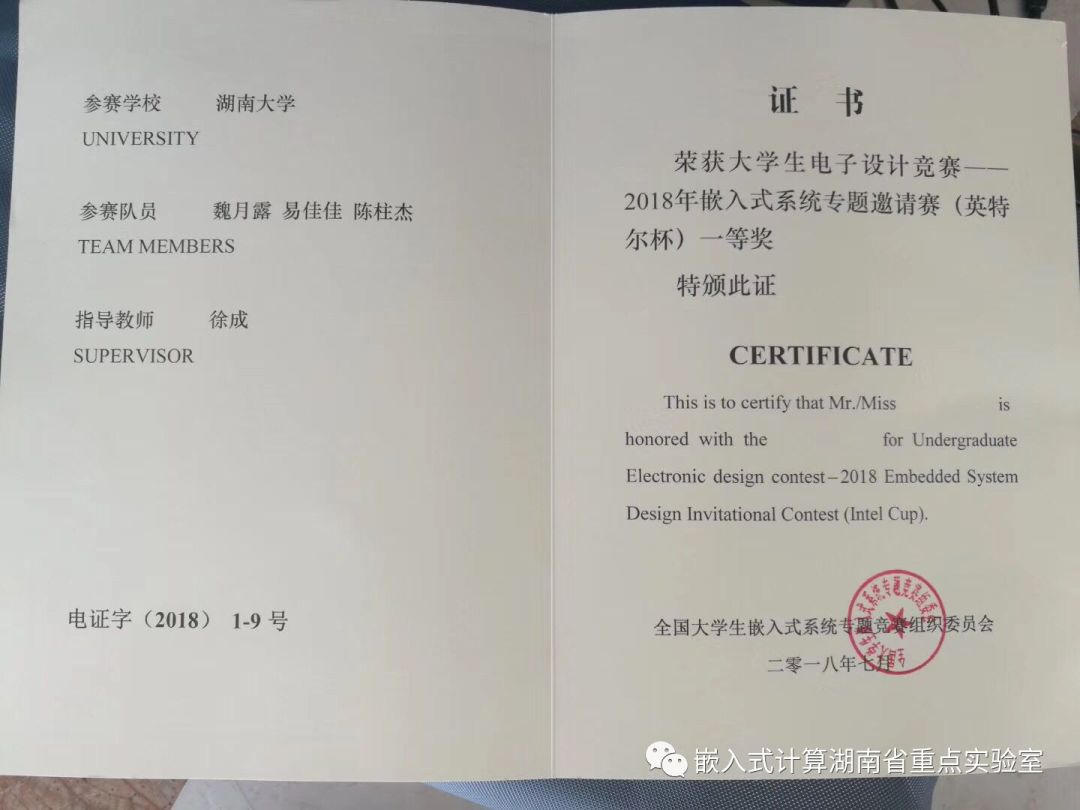 参赛学校 湖南大学
UNIVERSITY
参赛队员 魏月露 易佳佳 陈柱杰
TEAM MEMBERS
指导教师 徐成
SUPERVISOR
电证字（2018） 1-9 号
证 书
荣获大学生电子设计竞赛——
2018年嵌入式系统专题邀请赛（英特
尔杯）一等奖
特颁此证
CERTIFICATE
This is to certify that Mr./Miss is
honored with the for Undergraduate
Electronic design contest–2018 Embedded System
Design Invitational Contest (Intel Cup).
全国大学生嵌入式系统专题竞赛组织委员会
二零一八年七月
嵌入式计算湖南省重点实验室